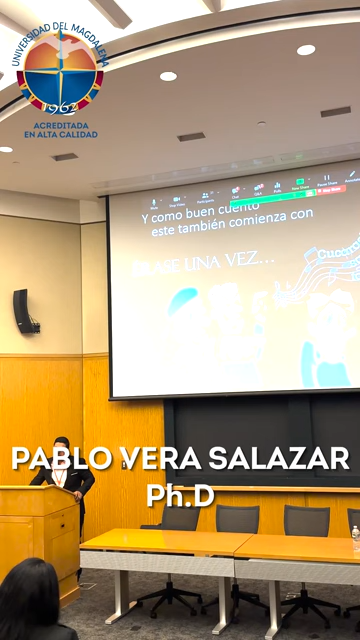 UNIVERSIDAD DEL MAGDALENA
1962
ACREDITADA
EN ALTA CALIDAD
Y como buen cuento
este también comienza con
ERASE UNA VEZ...
PABLO VERA SALAZAR
Ph.D